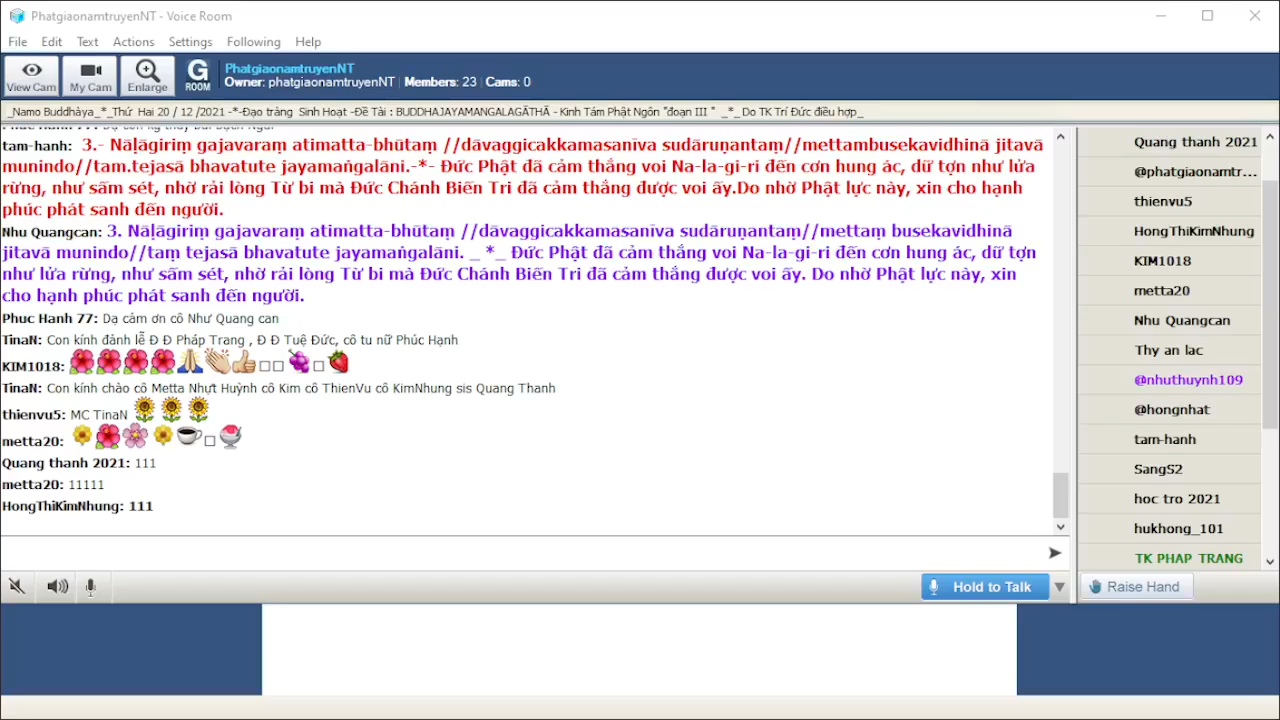 PhatgiaonamtruyenNT - Voice Room
File Edit Text Actions Settings Following Help
View Cam My Cam Enlarge G ROOM
PhatgiaonamtruyenNT
Owner: phatgiaonamtruyenNT | Members: 23 | Cams: 0
_Namo Buddhàya_*_Thứ Hai 20 / 12 /2021 -*-Đạo tràng Sinh Hoạt -Đề Tài : BUDDHAJAYAMANGALAGĀTHĀ - Kinh Tám Phật Ngôn "đoạn III " _*_ Do TK Trí Đức điều hợp_
tam-hanh: 3.- Nāḷāgiriṃ gajavaraṃ atimatta-bhūtaṃ //dāvaggicakkamasanīva sudāruṇantaṃ//mettambusekavidhinā jitavā
munindo//tam.tejasā bhavatute jayamaṅgalāni.-*- Đức Phật đã cảm thắng voi Na-la-gi-ri đến cơn hung ác, dữ tợn như lửa
rừng, như sấm sét, nhờ rải lòng Từ bi mà Đức Chánh Biến Tri đã cảm thắng được voi ấy.Do nhờ Phật lực này, xin cho hạnh
phúc phát sanh đến người.
Nhu Quangcan: 3. Nāḷāgiriṃ gajavaraṃ atimatta-bhūtaṃ //dāvaggicakkamasanīva sudāruṇantaṃ//mettaṃ busekavidhinā
jitavā munindo//taṃ tejasā bhavatute jayamaṅgalāni. _ *_ Đức Phật đã cảm thắng voi Na-la-gi-ri đến cơn hung ác, dữ tợn
như lửa rừng, như sấm sét, nhờ rải lòng Từ bi mà Đức Chánh Biến Tri đã cảm thắng được voi ấy. Do nhờ Phật lực này, xin
cho hạnh phúc phát sanh đến người.
Phuc Hanh 77: Dạ cảm ơn cô Như Quang can
TinaN: Con kính đảnh lễ Đ Đ Pháp Trang , Đ Đ Tuệ Đức, cô tu nữ Phúc Hạnh
KIM1018:
TinaN: Con kính chào cô Metta Nhựt Huỳnh cô Kim cô ThienVu cô KimNhung sis Quang Thanh
thienvu5: MC TinaN
metta20:
Quang thanh 2021: 111
metta20: 11111
HongThiKimNhung: 111
Hold to Talk
Quang thanh 2021
@phatgiaonamtr...
thienvu5
HongThiKimNhung
KIM1018
metta20
Nhu Quangcan
Thy an lac
@nhuthuynh109
@hongnhat
tam-hanh
SangS2
hoc tro 2021
hukhong_101
TK PHAP TRANG
Raise Hand